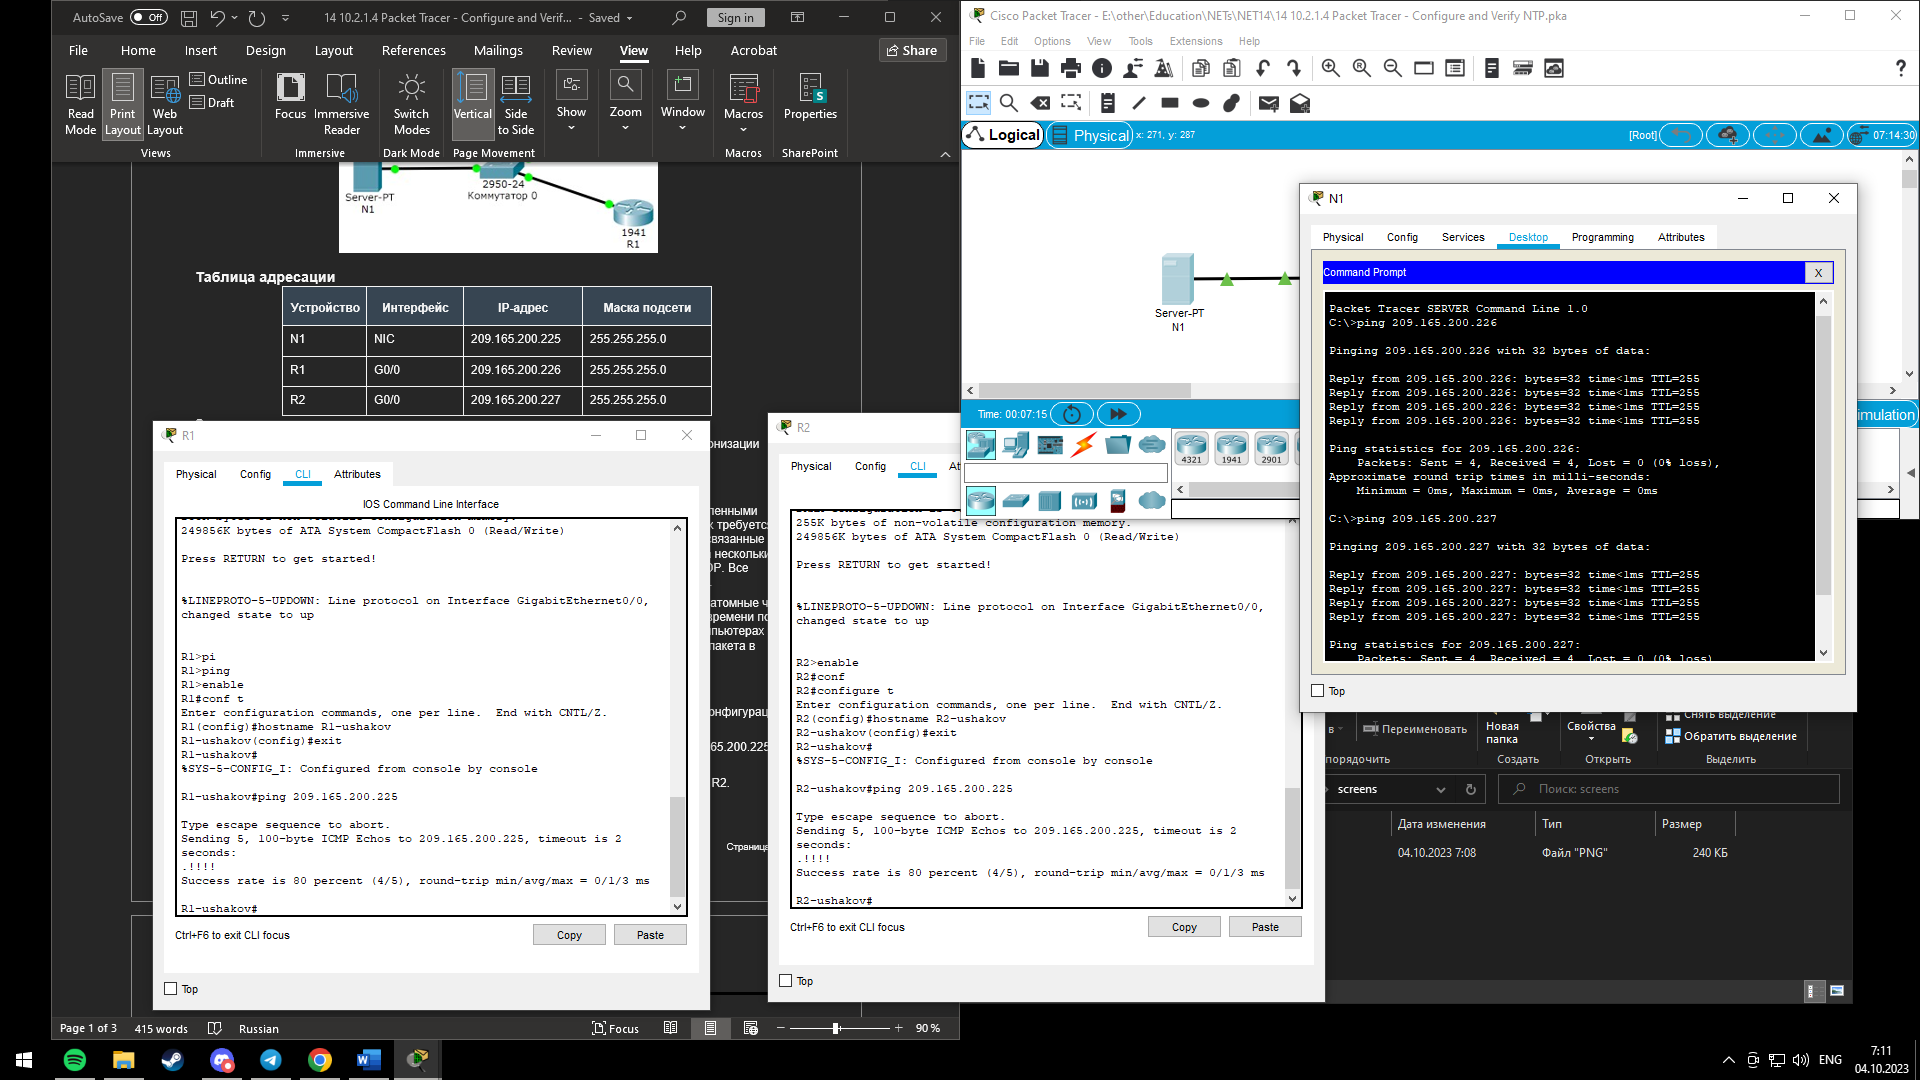 AutoSave Off
14 10.2.1.4 Packet Tracer - Configure and Verif... - Saved
Sign in
File Home Insert Design Layout References Mailings Review View Help Acrobat
Share
Read Mode
Print Layout
Web Layout
Outline
Draft
Views
Focus
Immersive Reader
Immersive
Switch Modes
Dark Mode
Vertical
Side to Side
Page Movement
Show
Zoom
Window
Macros
Macros
Properties
SharePoint
Server-PT
N1
2950-24
Коммутатор 0
1941
R1
Таблица адресации
Устройство Интерфейс IP-адрес Маска подсети
N1 NIC 209.165.200.225 255.255.255.0
R1 G0/0 209.165.200.226 255.255.255.0
R2 G0/0 209.165.200.227 255.255.255.0
R1
Physical Config CLI Attributes
IOS Command Line Interface
249856K bytes of ATA System CompactFlash 0 (Read/Write)
Press RETURN to get started!
%LINEPROTO-5-UPDOWN: Line protocol on Interface GigabitEthernet0/0,
changed state to up
R1>pi
R1>ping
R1>enable
R1#conf t
Enter configuration commands, one per line.  End with CNTL/Z.
R1(config)#hostname R1-ushakov
R1-ushakov(config)#exit
R1-ushakov#
%SYS-5-CONFIG_I: Configured from console by console
R1-ushakov#ping 209.165.200.225
Type escape sequence to abort.
Sending 5, 100-byte ICMP Echos to 209.165.200.225, timeout is 2
seconds:
.!!!!
Success rate is 80 percent (4/5), round-trip min/avg/max = 0/1/3 ms
R1-ushakov#
Ctrl+F6 to exit CLI focus
Copy Paste
Top
R2.
Страница
R2
Physical Config CLI At
255K bytes of non-volatile configuration memory.
249856K bytes of ATA System CompactFlash 0 (Read/Write)
Press RETURN to get started!
%LINEPROTO-5-UPDOWN: Line protocol on Interface GigabitEthernet0/0,
changed state to up
R2>enable
R2#conf
R2#configure t
Enter configuration commands, one per line.  End with CNTL/Z.
R2(config)#hostname R2-ushakov
R2-ushakov(config)#exit
R2-ushakov#
%SYS-5-CONFIG_I: Configured from console by console
R2-ushakov#ping 209.165.200.225
Type escape sequence to abort.
Sending 5, 100-byte ICMP Echos to 209.165.200.225, timeout is 2
seconds:
.!!!!
Success rate is 80 percent (4/5), round-trip min/avg/max = 0/1/3 ms
R2-ushakov#
Ctrl+F6 to exit CLI focus
Copy Paste
Top
Page 1 of 3 415 words Russian Focus 90 %
Cisco Packet Tracer - E:\other\Education\NETs\NET14\14 10.2.1.4 Packet Tracer - Configure and Verify NTP.pka
File Edit Options View Tools Extensions Help
Logical Physical x: 271, y: 287 [Root] 07:14:30
Server-PT
N1
Time: 00:07:15
imulation
4321 1941 2901
N1
Physical Config Services Desktop Programming Attributes
Command Prompt X
Packet Tracer SERVER Command Line 1.0
C:\>ping 209.165.200.226
Pinging 209.165.200.226 with 32 bytes of data:
Reply from 209.165.200.226: bytes=32 time<1ms TTL=255
Reply from 209.165.200.226: bytes=32 time<1ms TTL=255
Reply from 209.165.200.226: bytes=32 time<1ms TTL=255
Reply from 209.165.200.226: bytes=32 time<1ms TTL=255
Ping statistics for 209.165.200.226:
Packets: Sent = 4, Received = 4, Lost = 0 (0% loss),
Approximate round trip times in milli-seconds:
Minimum = 0ms, Maximum = 0ms, Average = 0ms
C:\>ping 209.165.200.227
Pinging 209.165.200.227 with 32 bytes of data:
Reply from 209.165.200.227: bytes=32 time<1ms TTL=255
Reply from 209.165.200.227: bytes=32 time<1ms TTL=255
Reply from 209.165.200.227: bytes=32 time<1ms TTL=255
Reply from 209.165.200.227: bytes=32 time<1ms TTL=255
Ping statistics for 209.165.200.227:
Packets: Sent = 4, Received = 4, Lost = 0 (0% loss),
Top
Переименовать
Новая папка
Свойства
Снять выделение
Обратить выделение
порядочить Создать Открыть Выделить
screens
Поиск: screens
Дата изменения Тип Размер
04.10.2023 7:08 Файл "PNG" 240 КБ
ENG
7:11
04.10.2023